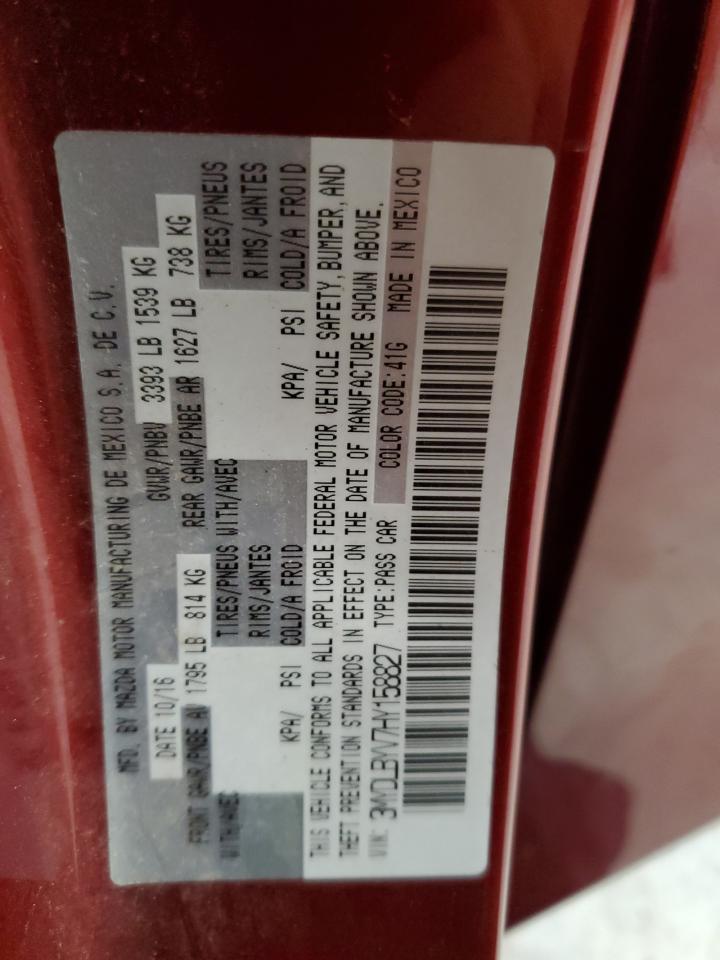 MFD. BY MAZDA MOTOR MANUFACTURING DE MEXICO S.A. DE C.V.
DATE 10/16 GVWR/PNBV 3393 LB 1539 KG
FRONT GAWR/PNBE AV 1795 LB 814 KG REAR GAWR/PNBE AR 1627 LB 738 KG
WITH/AVEC TIRES/PNEUS WITH/AVEC TIRES/PNEUS
RIMS/JANTES RIMS/JANTES
KPA/ PSI COLD/A FROID KPA/ PSI COLD/A FROID
THIS VEHICLE CONFORMS TO ALL APPLICABLE FEDERAL MOTOR VEHICLE SAFETY, BUMPER, AND
THEFT PREVENTION STANDARDS IN EFFECT ON THE DATE OF MANUFACTURE SHOWN ABOVE.
VIN: 3MYDLBYV7HY158827 TYPE:PASS CAR COLOR CODE:41G MADE IN MEXICO